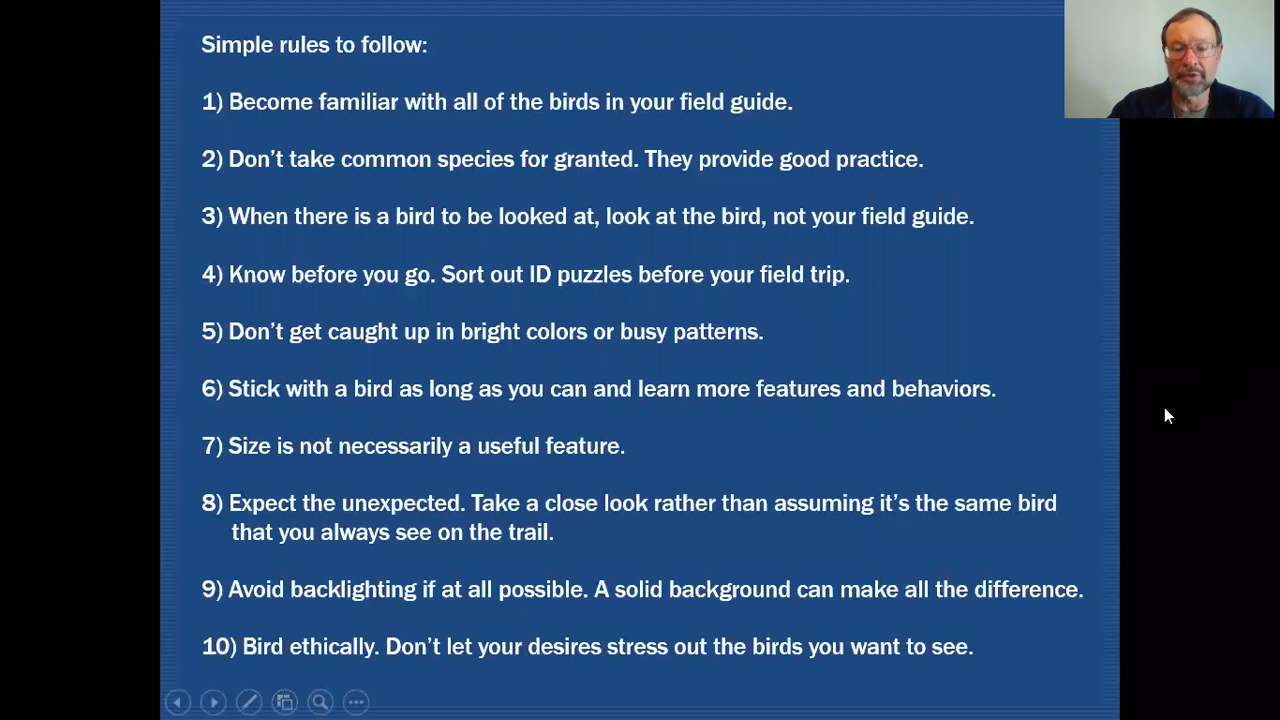 Simple rules to follow:
1) Become familiar with all of the birds in your field guide.
2) Don’t take common species for granted. They provide good practice.
3) When there is a bird to be looked at, look at the bird, not your field guide.
4) Know before you go. Sort out ID puzzles before your field trip.
5) Don’t get caught up in bright colors or busy patterns.
6) Stick with a bird as long as you can and learn more features and behaviors.
7) Size is not necessarily a useful feature.
8) Expect the unexpected. Take a close look rather than assuming it’s the same bird
that you always see on the trail.
9) Avoid backlighting if at all possible. A solid background can make all the difference.
10) Bird ethically. Don’t let your desires stress out the birds you want to see.